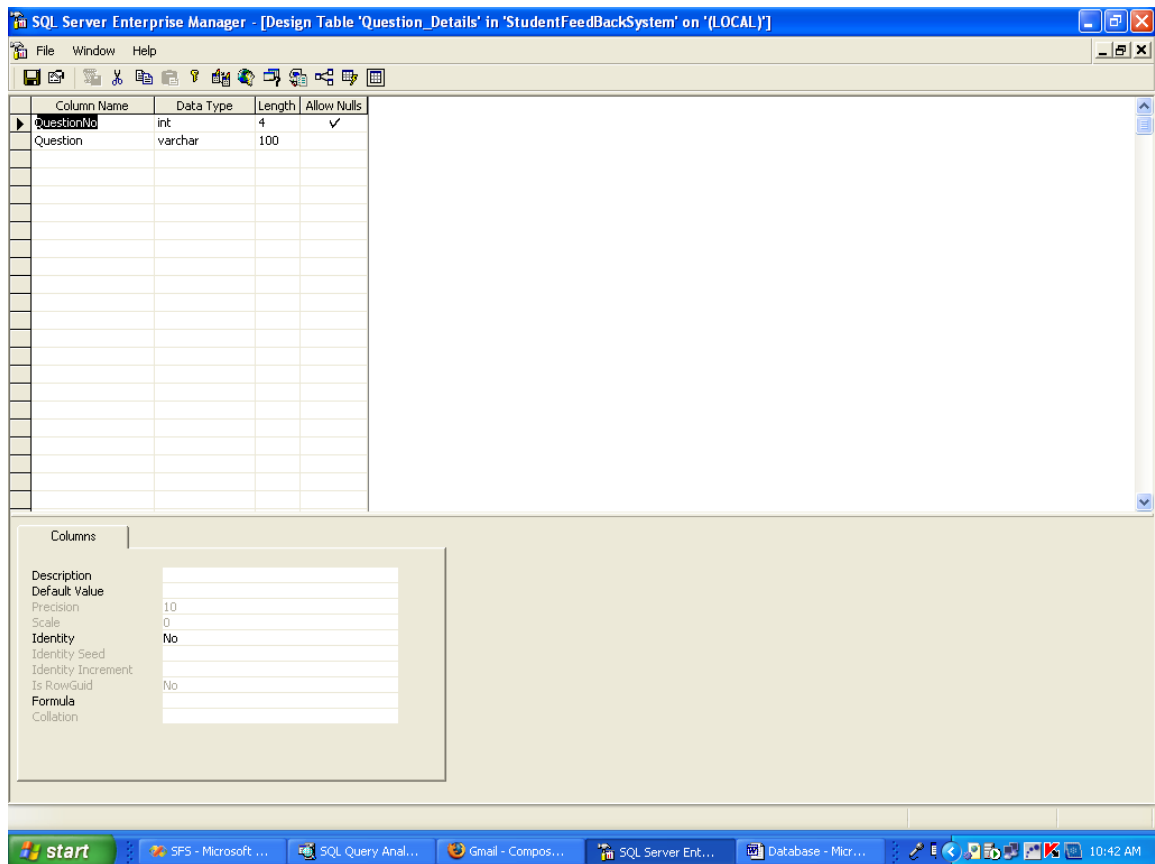 SQL Server Enterprise Manager - [Design Table 'Question_Details' in 'StudentFeedBackSystem' on '(LOCAL)']
File Window Help
Column Name Data Type Length Allow Nulls
QuestionNo int 4
Question varchar 100
Columns
Description
Default Value
Precision 10
Scale 0
Identity No
Identity Seed
Identity Increment
Is RowGuid No
Formula
Collation
start SFS - Microsoft ... SQL Query Anal... Gmail - Compos... SQL Server Ent... Database - Micr... 10:42 AM